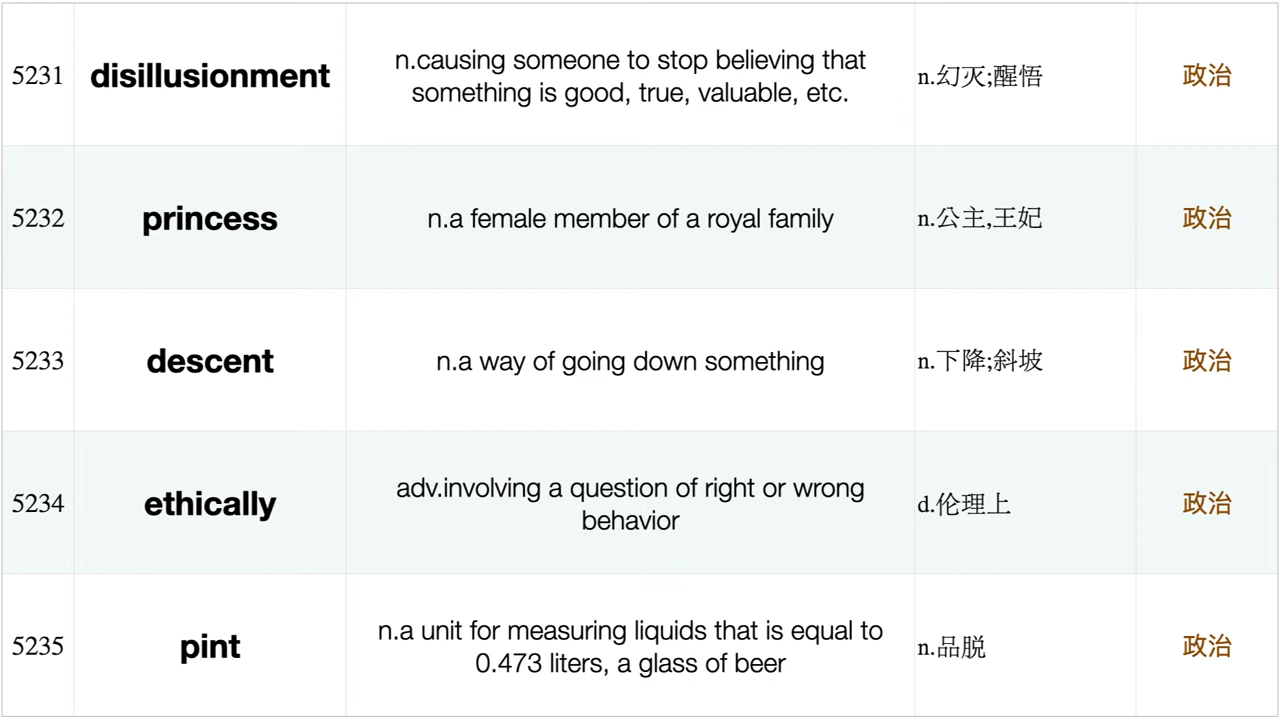 5231 disillusionment n.causing someone to stop believing that something is good, true, valuable, etc. n.幻灭;醒悟 政治
5232 princess n.a female member of a royal family n.公主,王妃 政治
5233 descent n.a way of going down something n.下降;斜坡 政治
5234 ethically adv.involving a question of right or wrong behavior d.伦理上 政治
5235 pint n.a unit for measuring liquids that is equal to 0.473 liters, a glass of beer n.品脱 政治